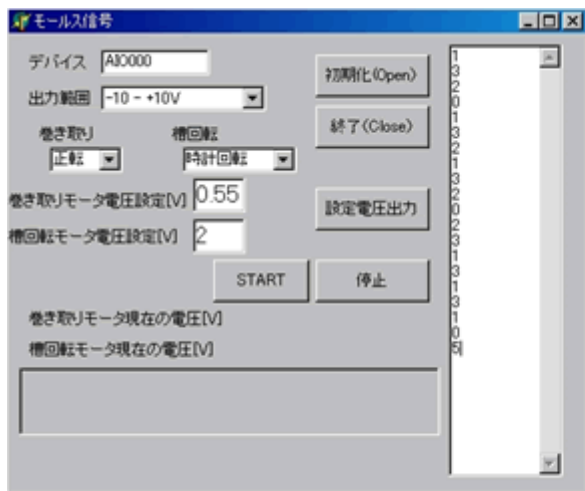 モールス信号
デバイス AIO000
初期化(Open)
出力範囲 -10 - +10V
終了(Close)
巻き取り 槽回転
正転 時計回転
巻き取りモータ電圧設定[V] 0.55
設定電圧出力
槽回転モータ電圧設定[V] 2
START 停止
巻き取りモータ現在の電圧[V]
槽回転モータ現在の電圧[V]
1
3
2
0
1
3
2
1
3
2
0
2
3
1
3
1
3
1
0
5